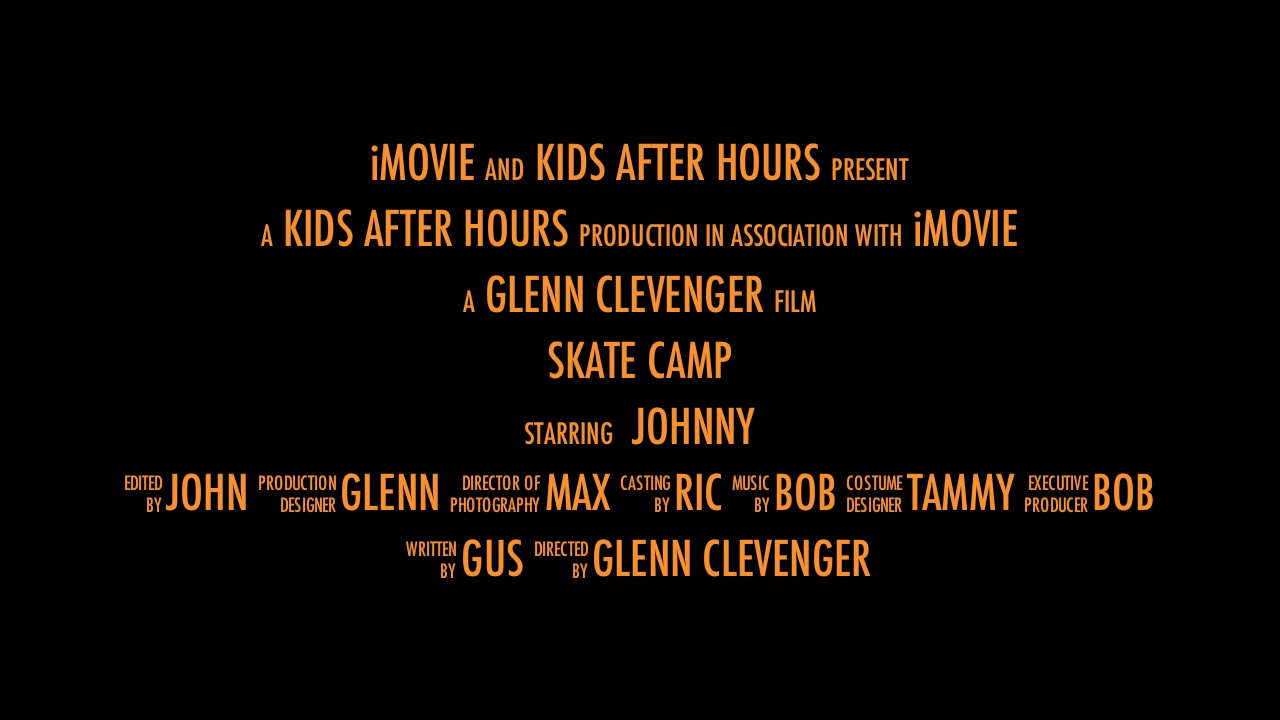 iMOVIE AND KIDS AFTER HOURS PRESENT
A KIDS AFTER HOURS PRODUCTION IN ASSOCIATION WITH iMOVIE
A GLENN CLEVENGER FILM
SKATE CAMP
STARRING JOHNNY
EDITED BY JOHN PRODUCTION DESIGNER GLENN DIRECTOR OF PHOTOGRAPHY MAX CASTING BY RIC MUSIC BY BOB COSTUME DESIGNER TAMMY EXECUTIVE PRODUCER BOB
WRITTEN BY GUS DIRECTED BY GLENN CLEVENGER